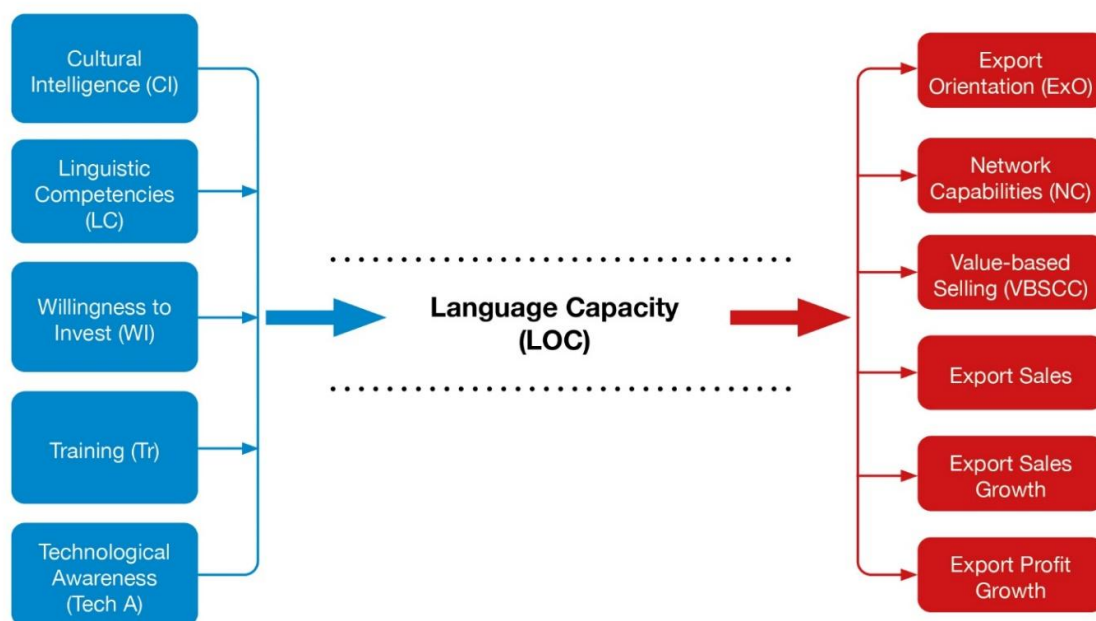 Cultural
Intelligence (CI)
Linguistic
Competencies
(LC)
Willingness to
Invest (WI)
Training (Tr)
Technological
Awareness
(Tech A)
Language Capacity
(LOC)
Export
Orientation (ExO)
Network
Capabilities (NC)
Value-based
Selling (VBSCC)
Export Sales
Export Sales
Growth
Export Profit
Growth